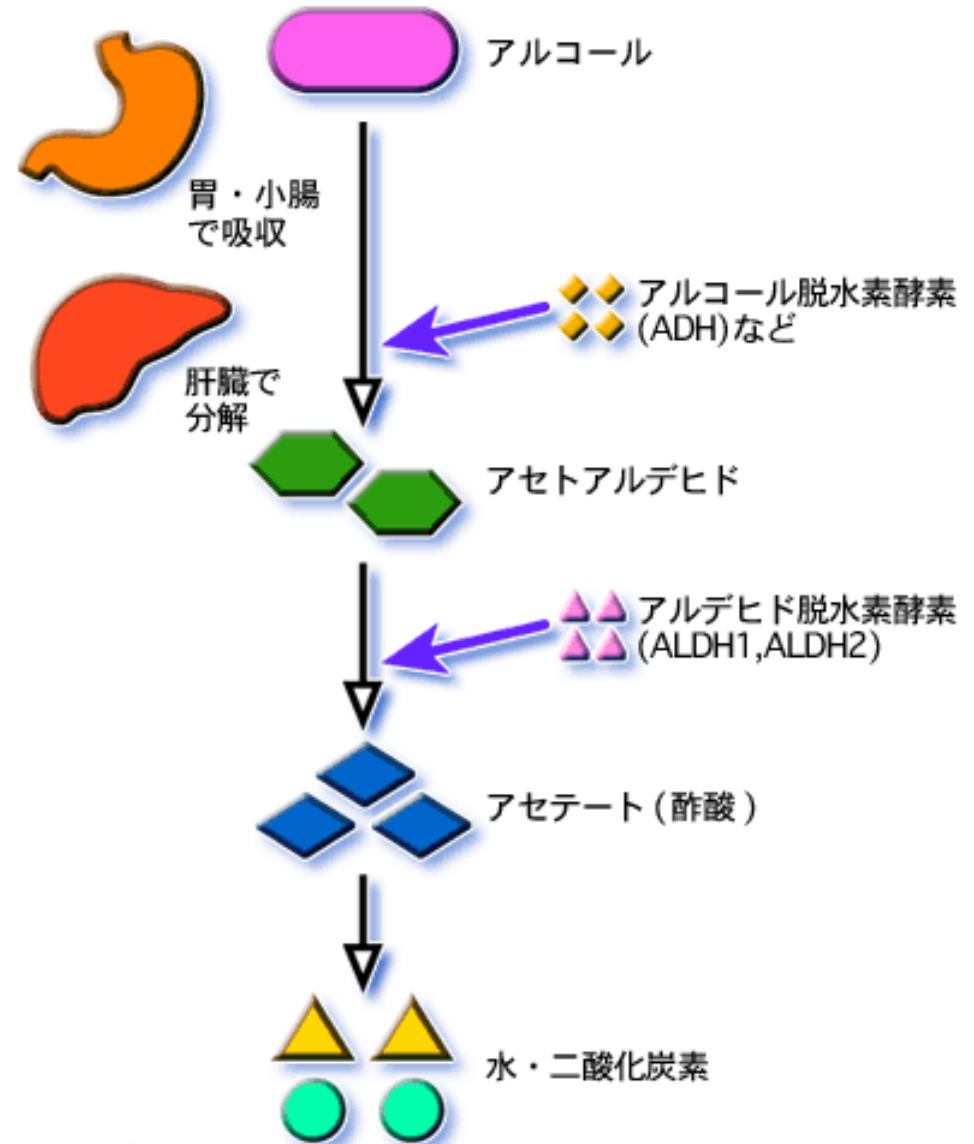 アルコール
胃・小腸
で吸収
アルコール脱水素酵素
(ADH)など
肝臓で
分解
アセトアルデヒド
アルデヒド脱水素酵素
(ALDH1,ALDH2)
アセテート(酢酸)
水・二酸化炭素